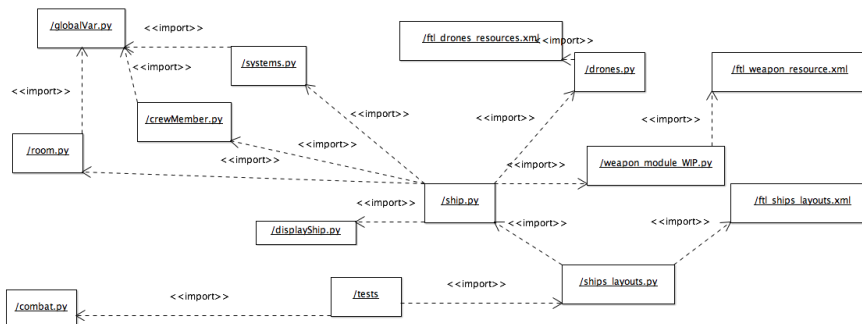 <<import>>
/globalVar.py
<<import>>
/ftl_drones_resources.xml
<<import>>
/systems.py
/drones.py
/ftl_weapon_resource.xml
<<import>>
<<import>>
<<import>>
/crewMember.py
<<import>>
<<import>>
<<import>>
/room.py
<<import>>
<<import>>
/weapon_module_WIP.py
<<import>>
/ship.py
/ftl_ships_layouts.xml
<<import>>
<<import>>
<<import>>
/displayShip.py
/ships_layouts.py
<<import>>
/tests
<<import>>
/combat.py